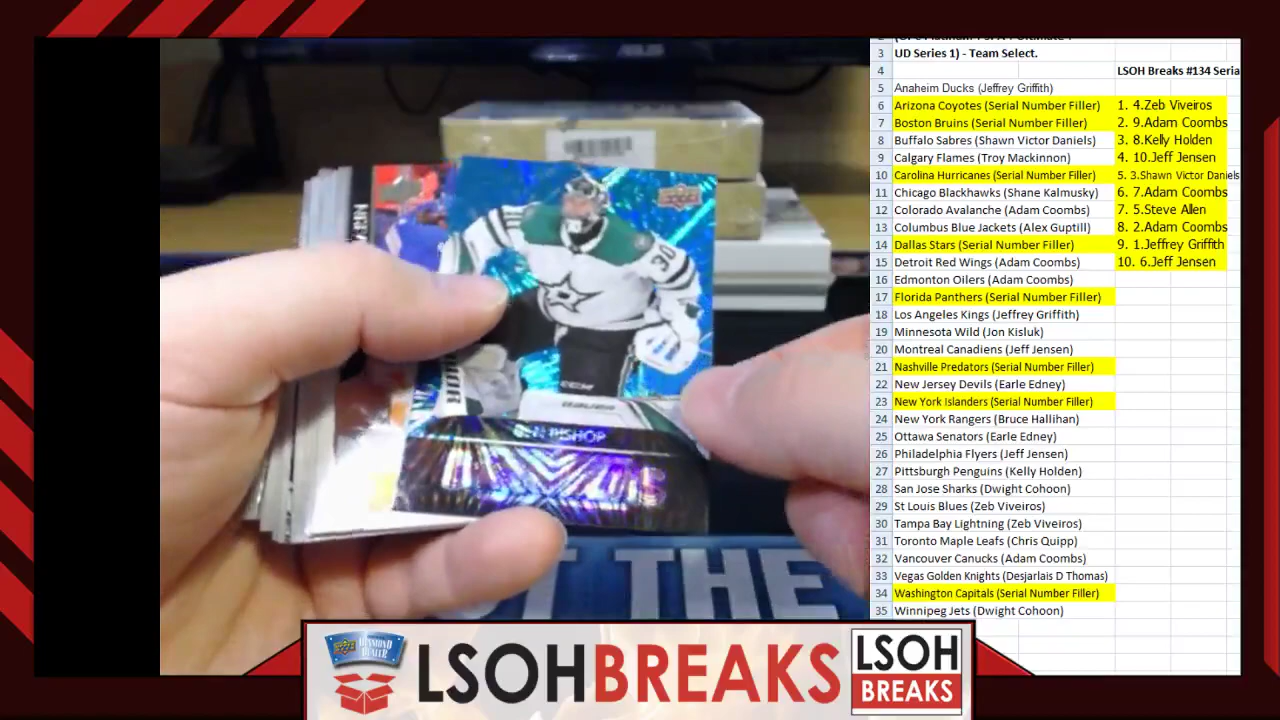 3 UD Series 1) - Team Select.
4 LSOH Breaks #134 Seria
5 Anaheim Ducks (Jeffrey Griffith)
6 Arizona Coyotes (Serial Number Filler) 1. 4.Zeb Viveiros
7 Boston Bruins (Serial Number Filler) 2. 9.Adam Coombs
8 Buffalo Sabres (Shawn Victor Daniels) 3. 8.Kelly Holden
9 Calgary Flames (Troy Mackinnon) 4. 10.Jeff Jensen
10 Carolina Hurricanes (Serial Number Filler) 5. 3.Shawn Victor Daniels
11 Chicago Blackhawks (Shane Kalmusky) 6. 7.Adam Coombs
12 Colorado Avalanche (Adam Coombs) 7. 5.Steve Allen
13 Columbus Blue Jackets (Alex Guptill) 8. 2.Adam Coombs
14 Dallas Stars (Serial Number Filler) 9. 1.Jeffrey Griffith
15 Detroit Red Wings (Adam Coombs) 10. 6.Jeff Jensen
16 Edmonton Oilers (Adam Coombs)
17 Florida Panthers (Serial Number Filler)
18 Los Angeles Kings (Jeffrey Griffith)
19 Minnesota Wild (Jon Kisluk)
20 Montreal Canadiens (Jeff Jensen)
21 Nashville Predators (Serial Number Filler)
22 New Jersey Devils (Earle Edney)
23 New York Islanders (Serial Number Filler)
24 New York Rangers (Bruce Hallihan)
25 Ottawa Senators (Earle Edney)
26 Philadelphia Flyers (Jeff Jensen)
27 Pittsburgh Penguins (Kelly Holden)
28 San Jose Sharks (Dwight Cohoon)
29 St Louis Blues (Zeb Viveiros)
30 Tampa Bay Lightning (Zeb Viveiros)
31 Toronto Maple Leafs (Chris Quipp)
32 Vancouver Canucks (Adam Coombs)
33 Vegas Golden Knights (Desjarlais D Thomas)
34 Washington Capitals (Serial Number Filler)
35 Winnipeg Jets (Dwight Cohoon)
30
BISHOP
THE
LSOHBREAKS
LSOH
BREAKS